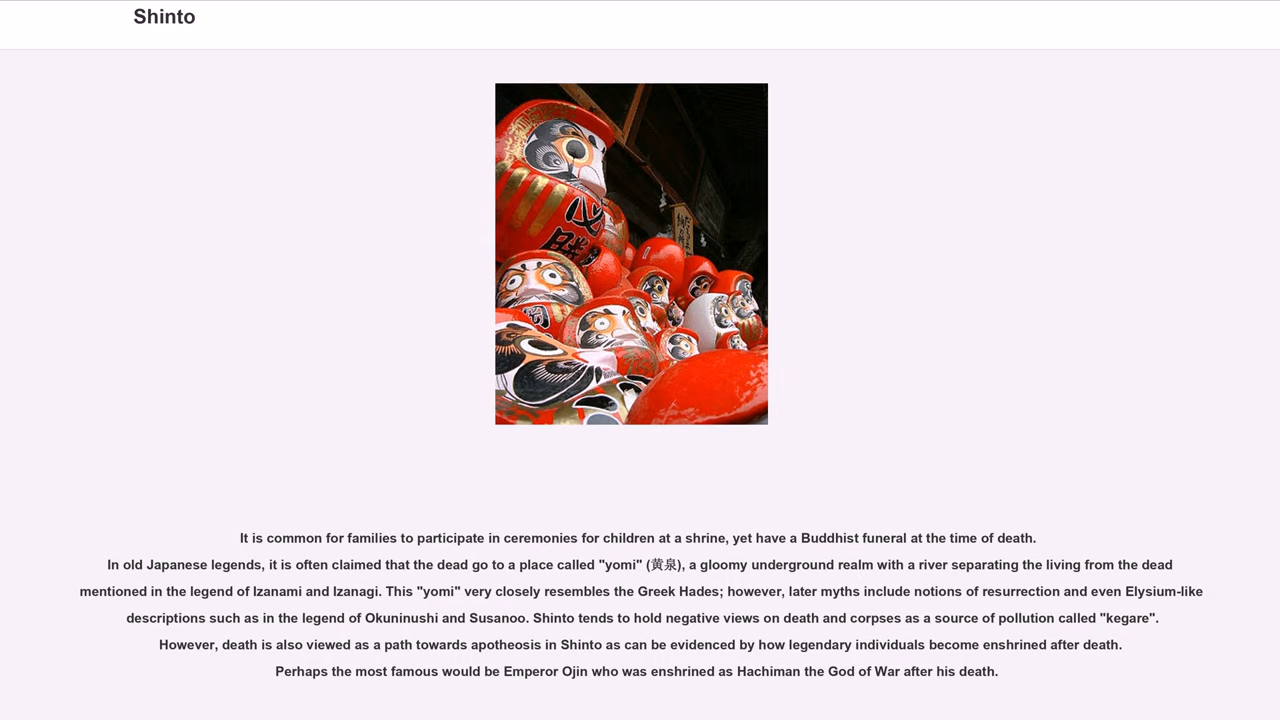 Shinto
必
勝
It is common for families to participate in ceremonies for children at a shrine, yet have a Buddhist funeral at the time of death.
In old Japanese legends, it is often claimed that the dead go to a place called "yomi" (黄泉), a gloomy underground realm with a river separating the living from the dead
mentioned in the legend of Izanami and Izanagi. This "yomi" very closely resembles the Greek Hades; however, later myths include notions of resurrection and even Elysium-like
descriptions such as in the legend of Okuninushi and Susanoo. Shinto tends to hold negative views on death and corpses as a source of pollution called "kegare".
However, death is also viewed as a path towards apotheosis in Shinto as can be evidenced by how legendary individuals become enshrined after death.
Perhaps the most famous would be Emperor Ojin who was enshrined as Hachiman the God of War after his death.